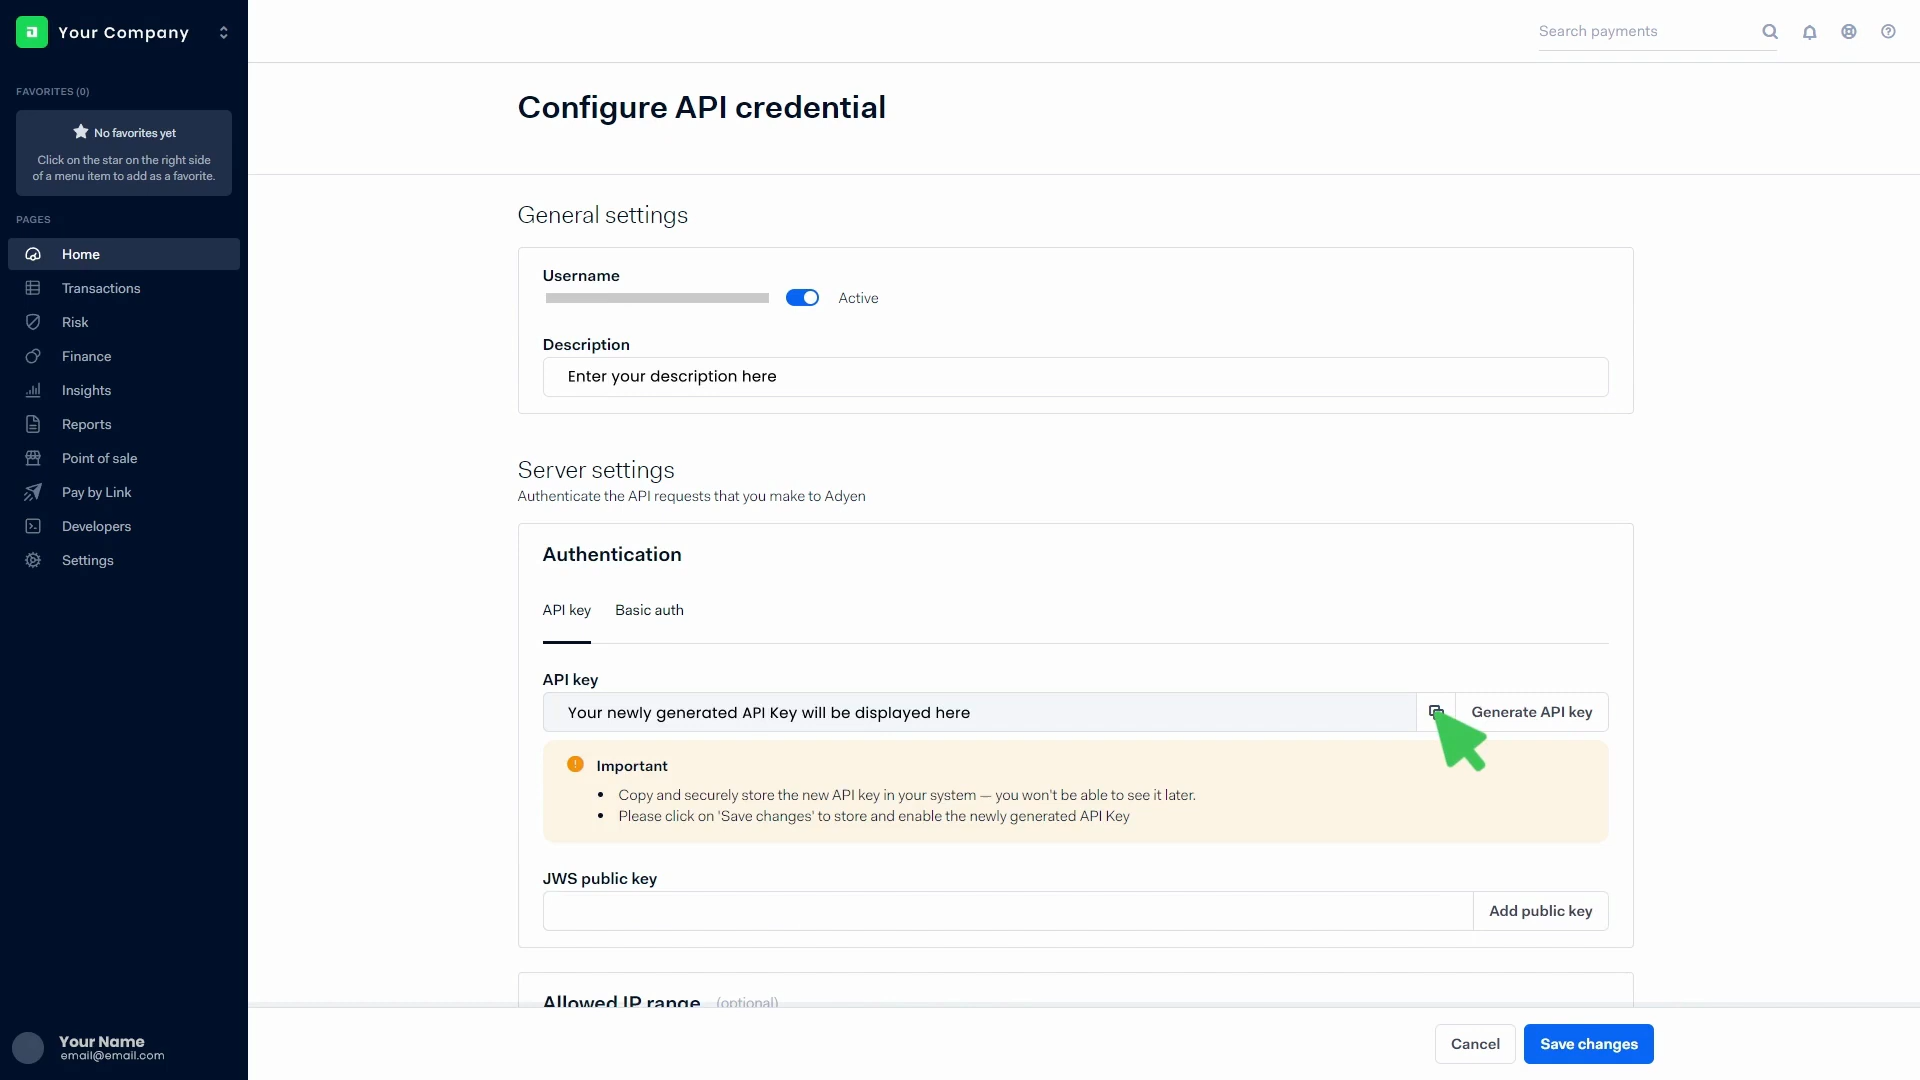 Your Company
Search payments
FAVORITES (0)
No favorites yet
Click on the star on the right side
of a menu item to add as a favorite.
PAGES
Home
Transactions
Risk
Finance
Insights
Reports
Point of sale
Pay by Link
Developers
Settings
Your Name
email@email.com
Configure API credential
General settings
Username
Active
Description
Enter your description here
Server settings
Authenticate the API requests that you make to Adyen
Authentication
API key Basic auth
API key
Your newly generated API Key will be displayed here Generate API key
Important
• Copy and securely store the new API key in your system — you won't be able to see it later.
• Please click on 'Save changes' to store and enable the newly generated API Key
JWS public key
Add public key
Allowed IP range (optional)
Cancel Save changes